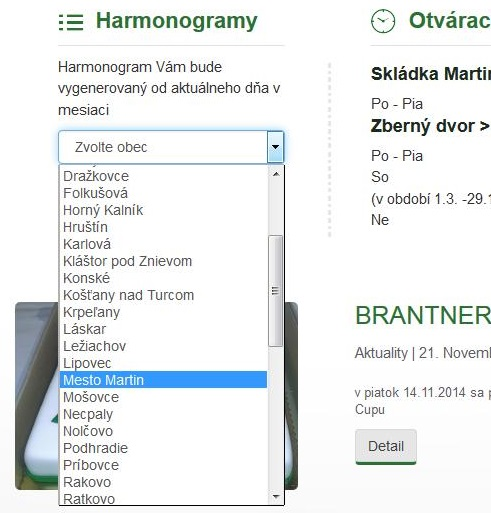 Harmonogramy
Harmonogram Vám bude
vygenerovaný od aktuálneho dňa v
mesiaci
Zvoľte obec
Dražkovce
Folkušová
Horný Kalník
Hruštín
Karlová
Kláštor pod Znievom
Konské
Košťany nad Turcom
Krpeľany
Láskar
Ležiachov
Lipovec
Mesto Martin
Mošovce
Necpaly
Nolčovo
Podhradie
Príbovce
Rakovo
Ratkovo
Otvárac
Skládka Martin
Po - Pia
Zberný dvor >
Po - Pia
So
(v období 1.3. -29.1
Ne
BRANTNER
Aktuality | 21. Novemb
v piatok 14.11.2014 sa p
Cupu
Detail